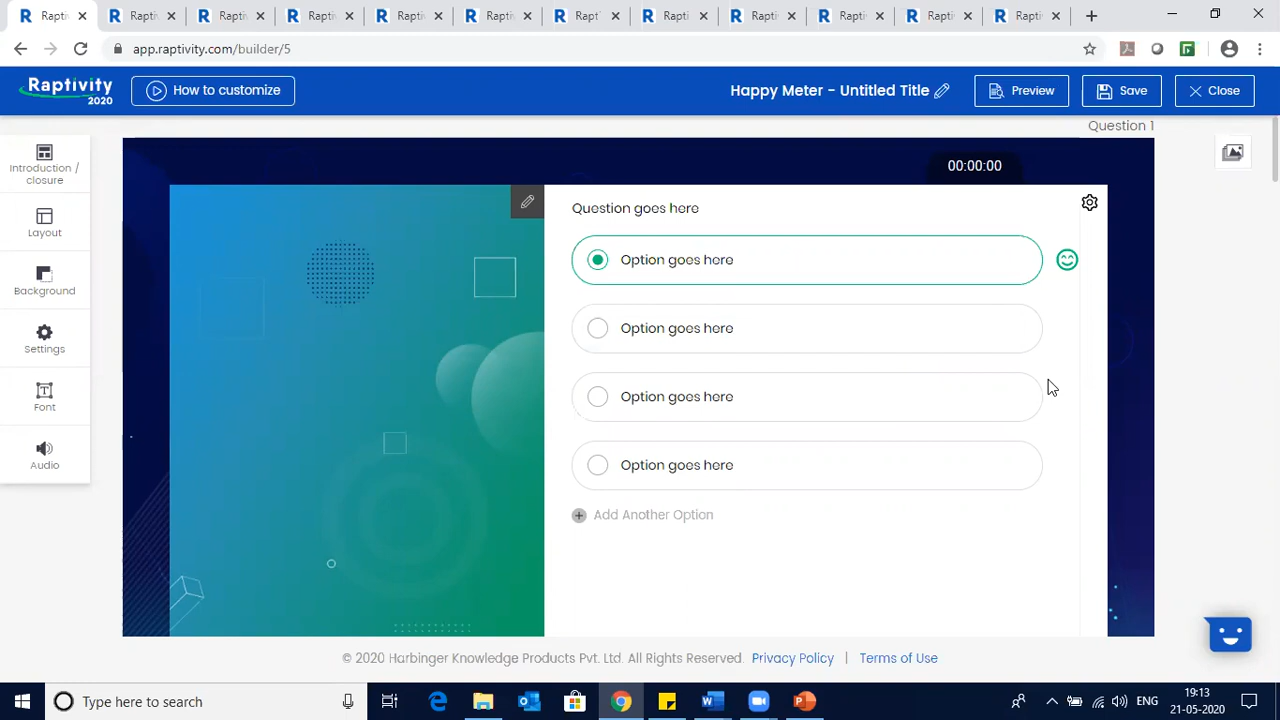 Rapti
Rapti
Rapti
Rapti
Rapti
Rapti
Rapt
Rapti
Rapti
Rapti
Rapti
Rapti
app.raptivity.com/builder/5
Raptivity
2020
How to customize
Happy Meter - Untitled Title
Preview
Save
Close
Question 1
Introduction /
closure
Layout
Background
Settings
Font
Audio
00:00:00
Question goes here
Option goes here
Option goes here
Option goes here
Option goes here
Add Another Option
© 2020 Harbinger Knowledge Products Pvt. Ltd. All Rights Reserved. Privacy Policy | Terms of Use
Type here to search
ENG
19:13
21-05-2020